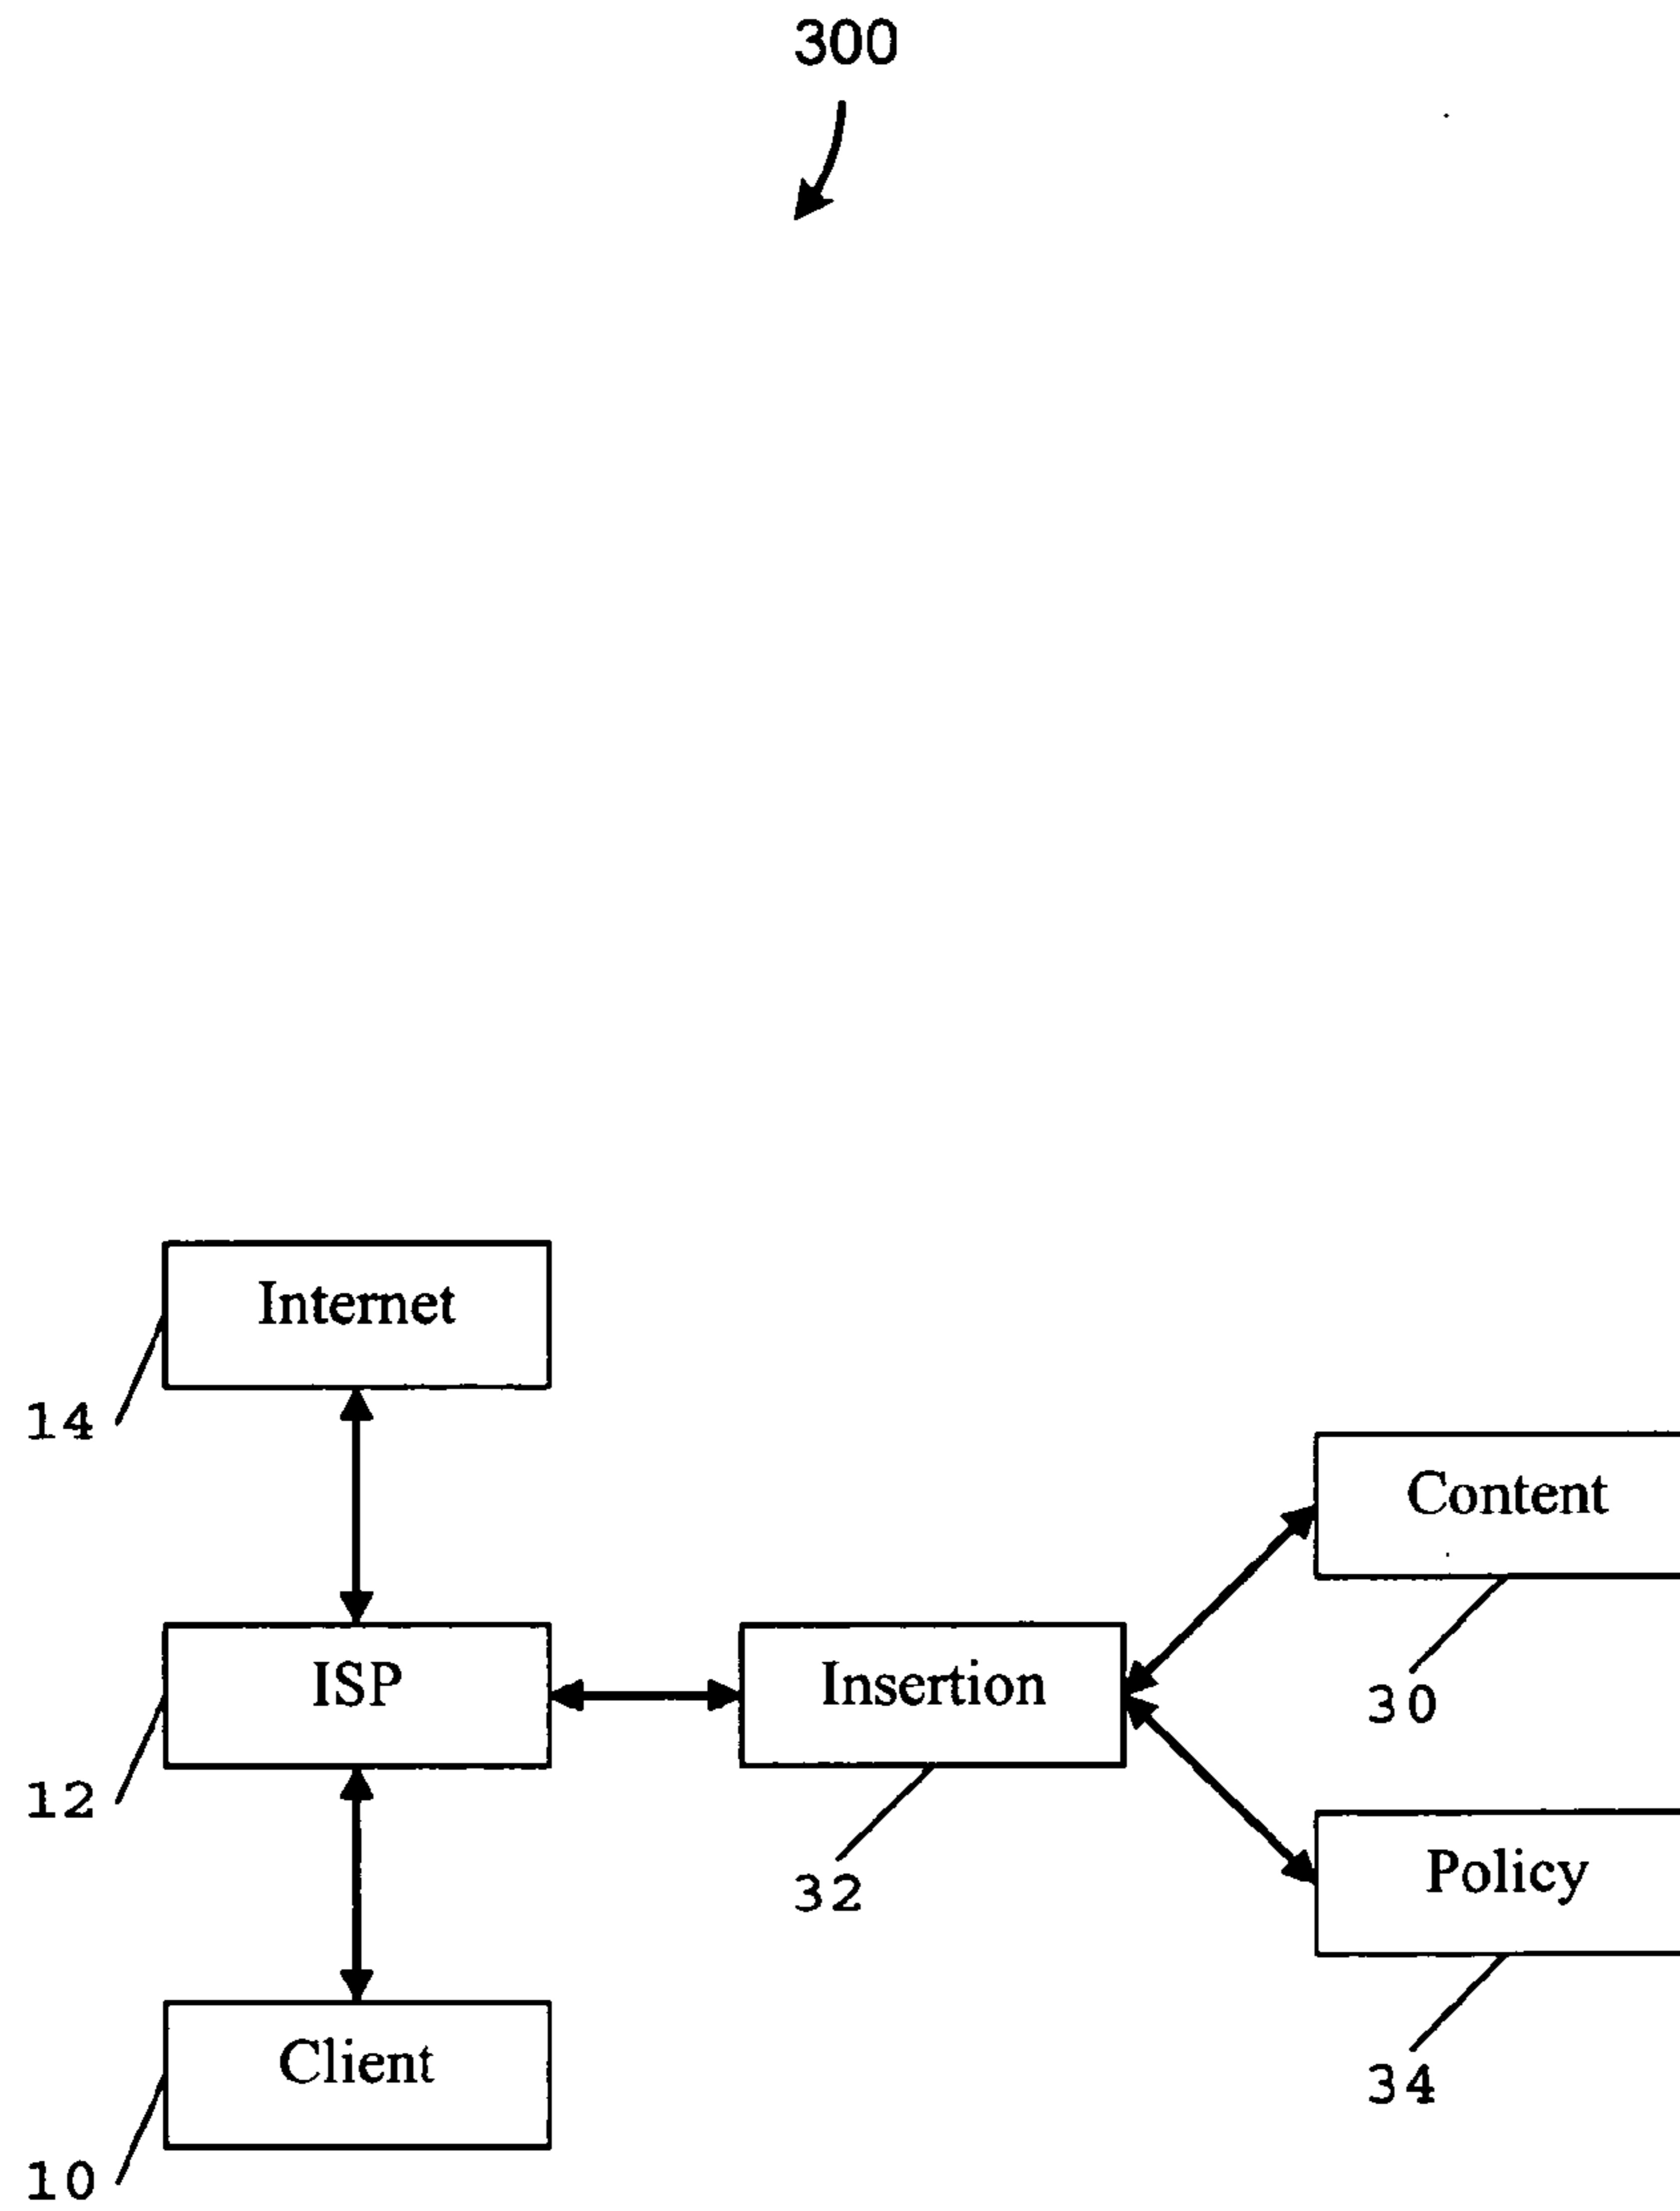 300
Internet
14
Content
30
ISP
12
Insertion
32
Policy
34
Client
10